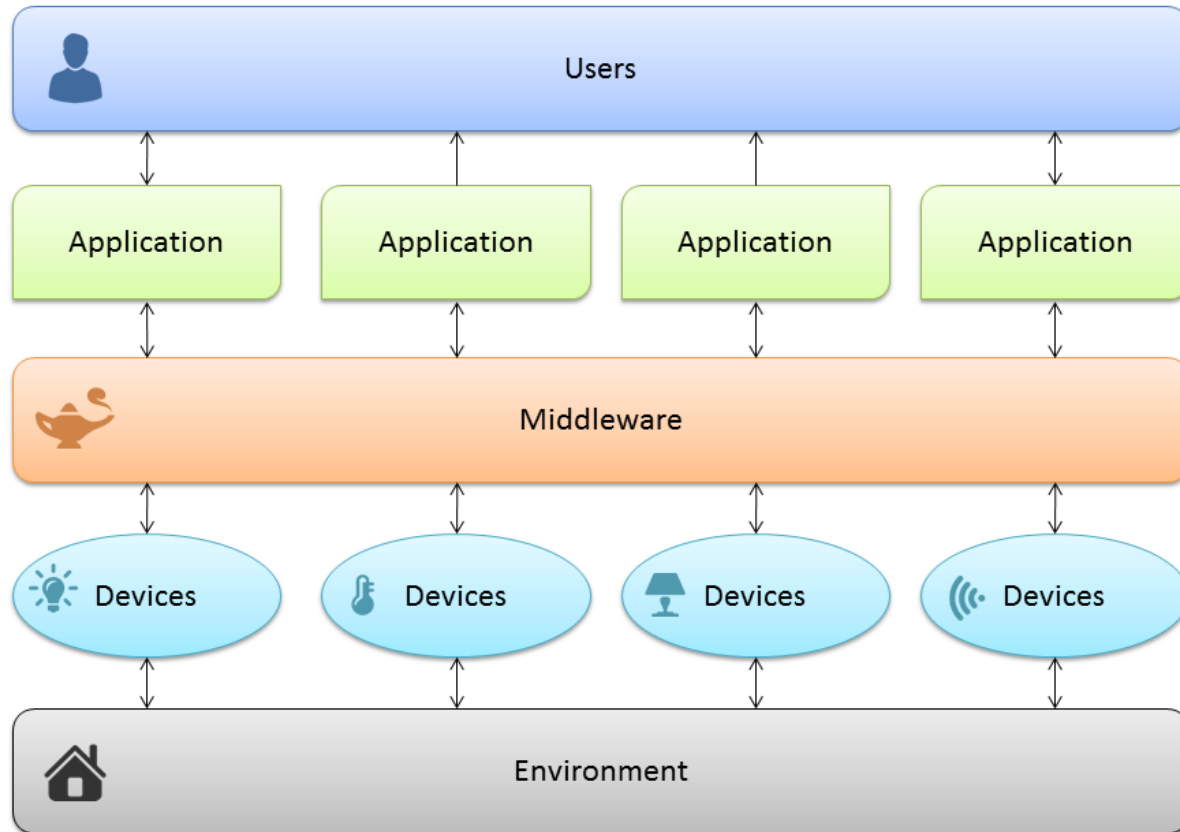 Users
Application
Application
Application
Application
Middleware
Devices
Devices
Devices
Devices
Environment